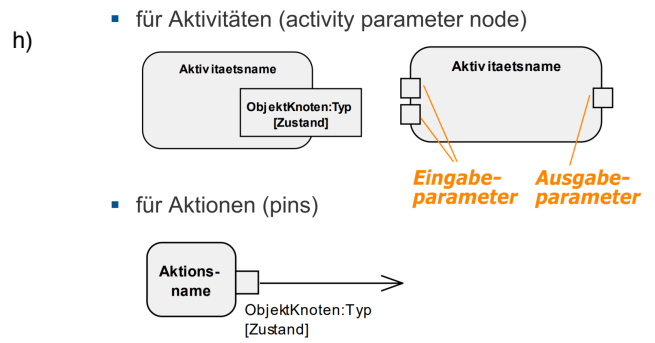 h)
▪ für Aktivitäten (activity parameter node)
Aktivitaetsname
ObjektKnoten:Typ
[Zustand]
Aktivitaetsname
Eingabe-
parameter
Ausgabe-
parameter
▪ für Aktionen (pins)
Aktions-
name
ObjektKnoten:Typ
[Zustand]